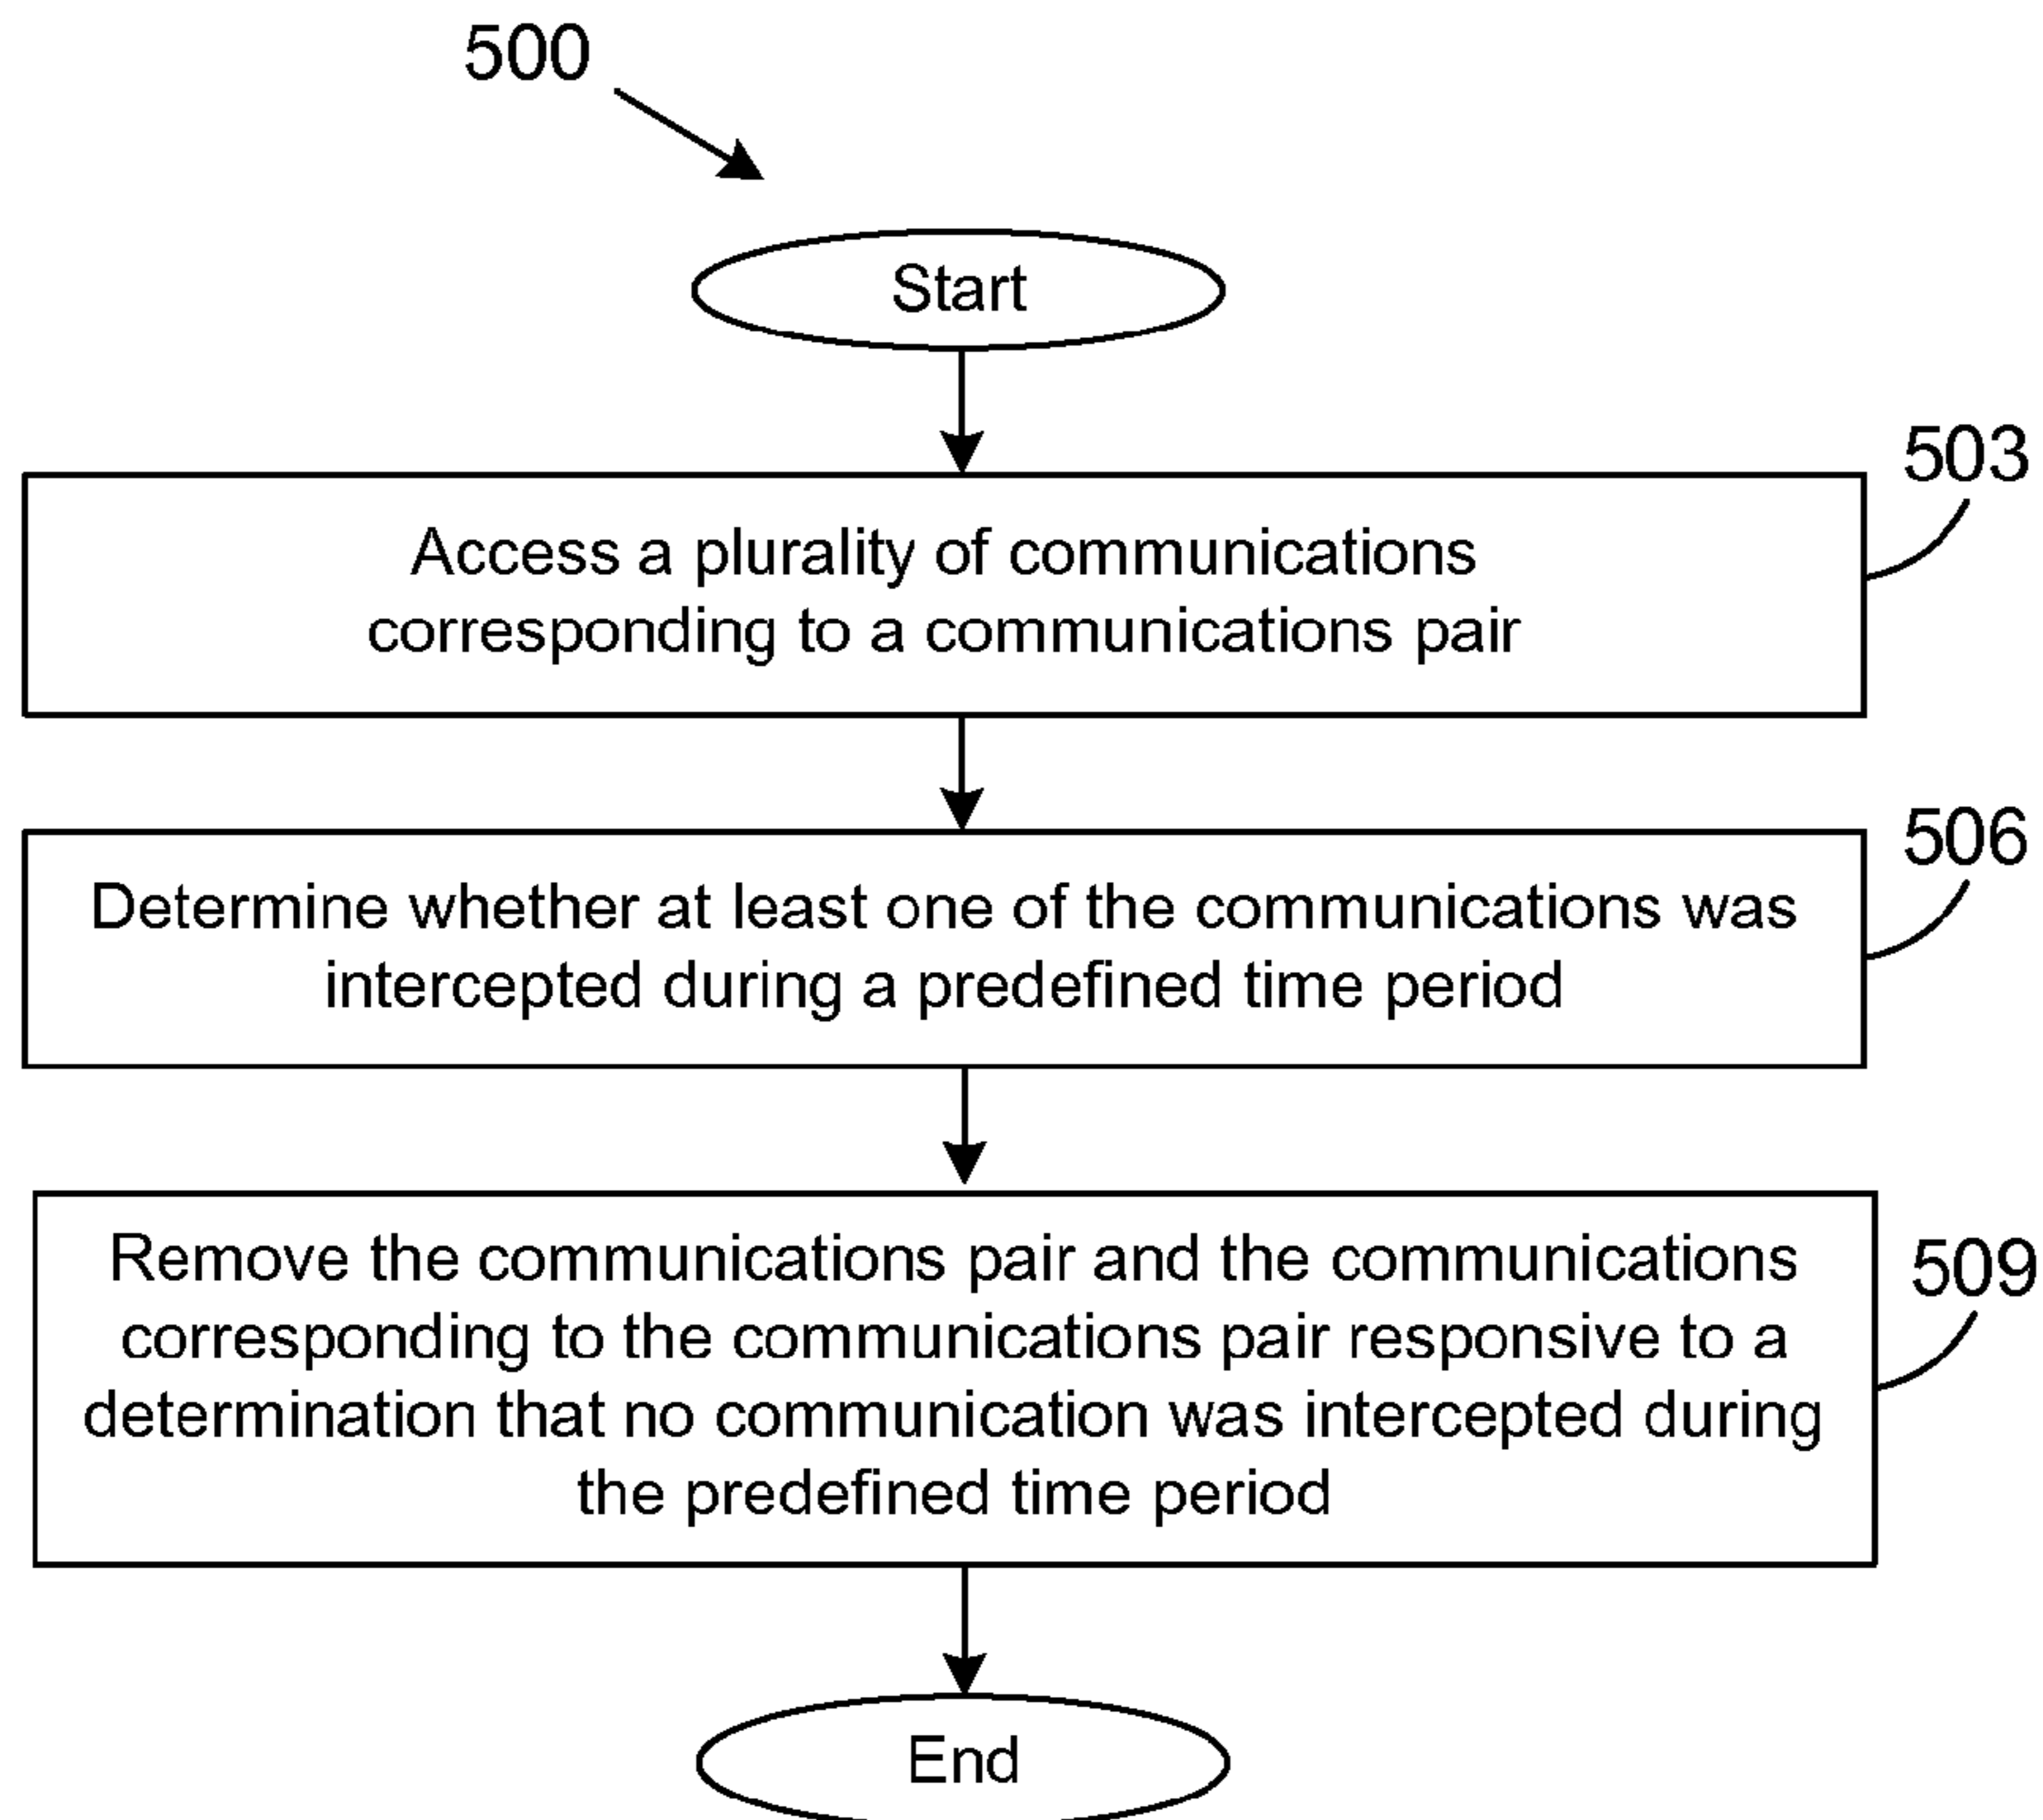 500
Start
503
Access a plurality of communications
corresponding to a communications pair
506
Determine whether at least one of the communications was
intercepted during a predefined time period
509
Remove the communications pair and the communications
corresponding to the communications pair responsive to a
determination that no communication was intercepted during
the predefined time period
End